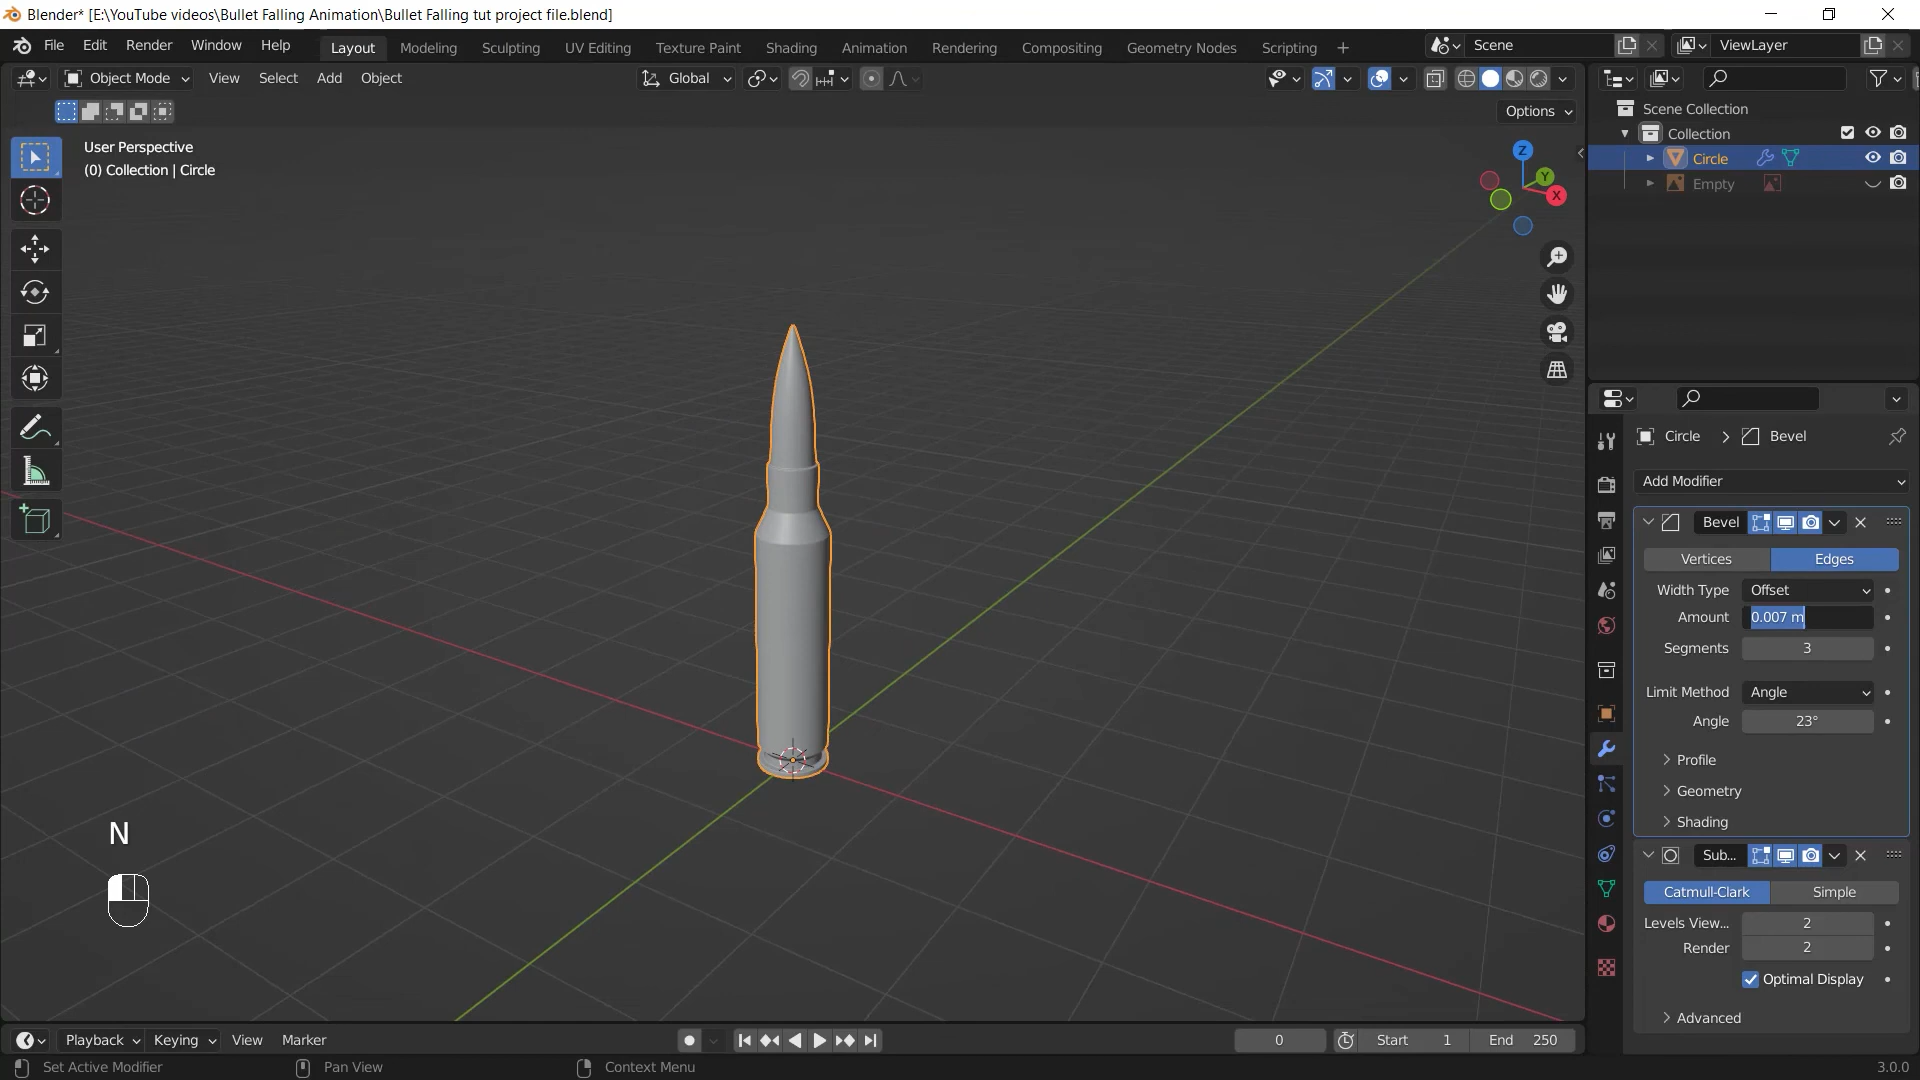 Blender* [E:\YouTube videos\Bullet Falling Animation\Bullet Falling tut project file.blend]
File Edit Render Window Help Layout Modeling Sculpting UV Editing Texture Paint Shading Animation Rendering Compositing Geometry Nodes Scripting + Scene ViewLayer
Object Mode View Select Add Object Global
Options
User Perspective
(0) Collection | Circle
Z
Y
X
Scene Collection
Collection
Circle
Empty
Circle > Bevel
Add Modifier
Bevel
Vertices Edges
Width Type Offset
Amount 0.007 m
Segments 3
Limit Method Angle
Angle 23°
Profile
Geometry
Shading
Sub...
Catmull-Clark Simple
Levels View... 2
Render 2
Optimal Display
Advanced
N
Playback Keying View Marker 0 Start 1 End 250
Set Active Modifier Pan View Context Menu 3.0.0